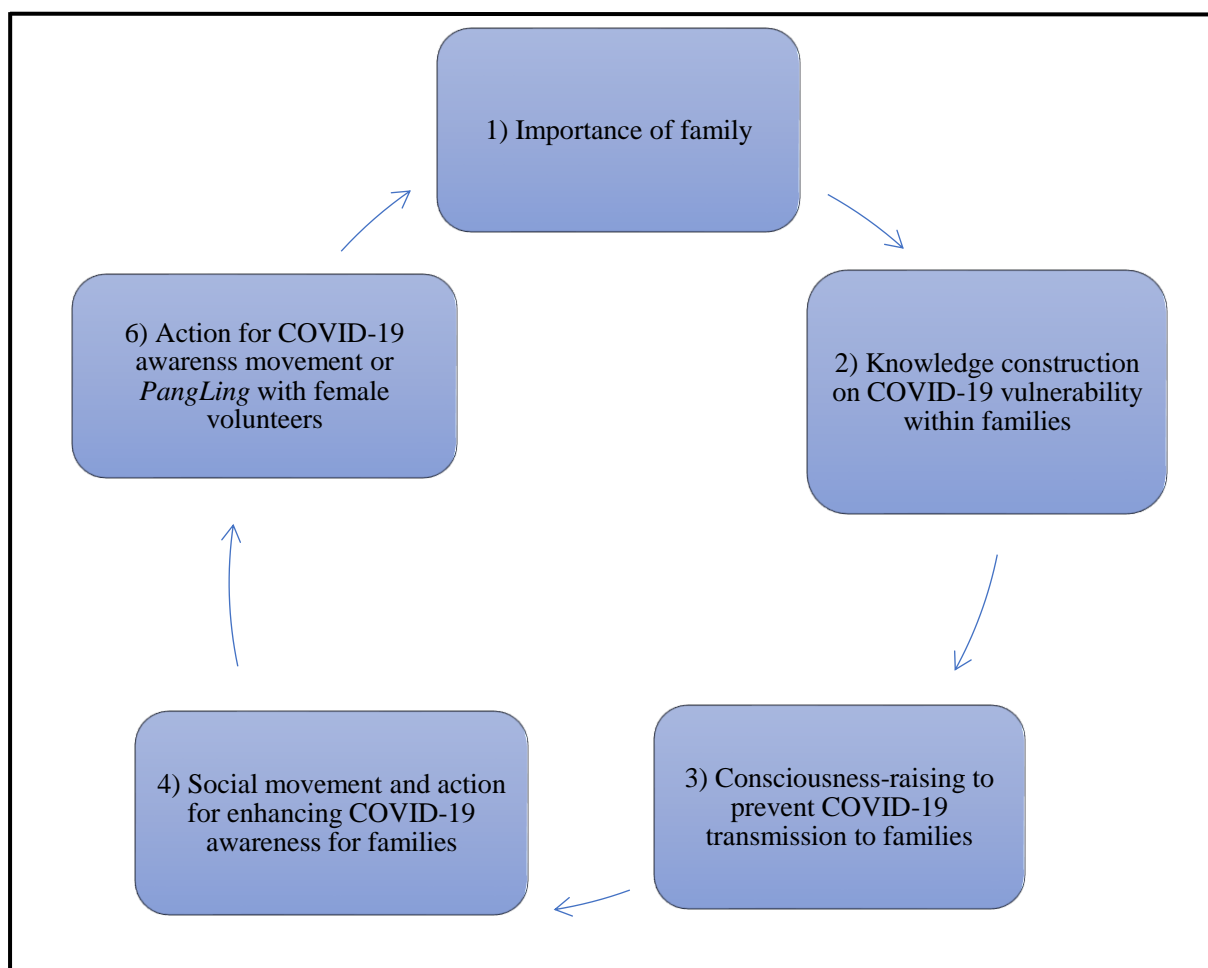 1) Importance of family
2) Knowledge construction
on COVID-19 vulnerability
within families
3) Consciousness-raising to
prevent COVID-19
transmission to families
4) Social movement and action
for enhancing COVID-19
awareness for families
6) Action for COVID-19
awarenss movement or
PangLing with female
volunteers